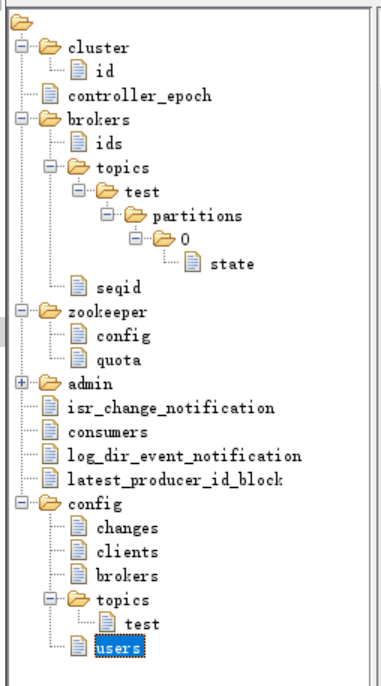 cluster
id
controller_epoch
brokers
ids
topics
test
partitions
0
state
seqid
zookeeper
config
quota
admin
isr_change_notification
consumers
log_dir_event_notification
latest_producer_id_block
config
changes
clients
brokers
topics
test
users